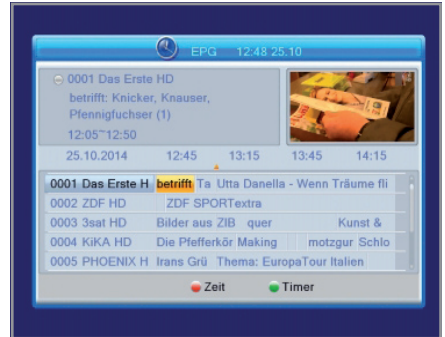 EPG 12:48 25.10
0001 Das Erste HD
betrifft: Knicker, Knauser,
Pfennigfuchser (1)
12:05~12:50
25.10.2014 12:45 13:15 13:45 14:15
0001 Das Erste H betrifft Ta Utta Danella - Wenn Träume fli
0002 ZDF HD ZDF SPORTextra
0003 3sat HD Bilder aus ZIB quer Kunst &
0004 KiKA HD Die Pfefferkör Making motzgur Schlo
0005 PHOENIX H Irans Grü Thema: EuropaTour Italien
Zeit Timer